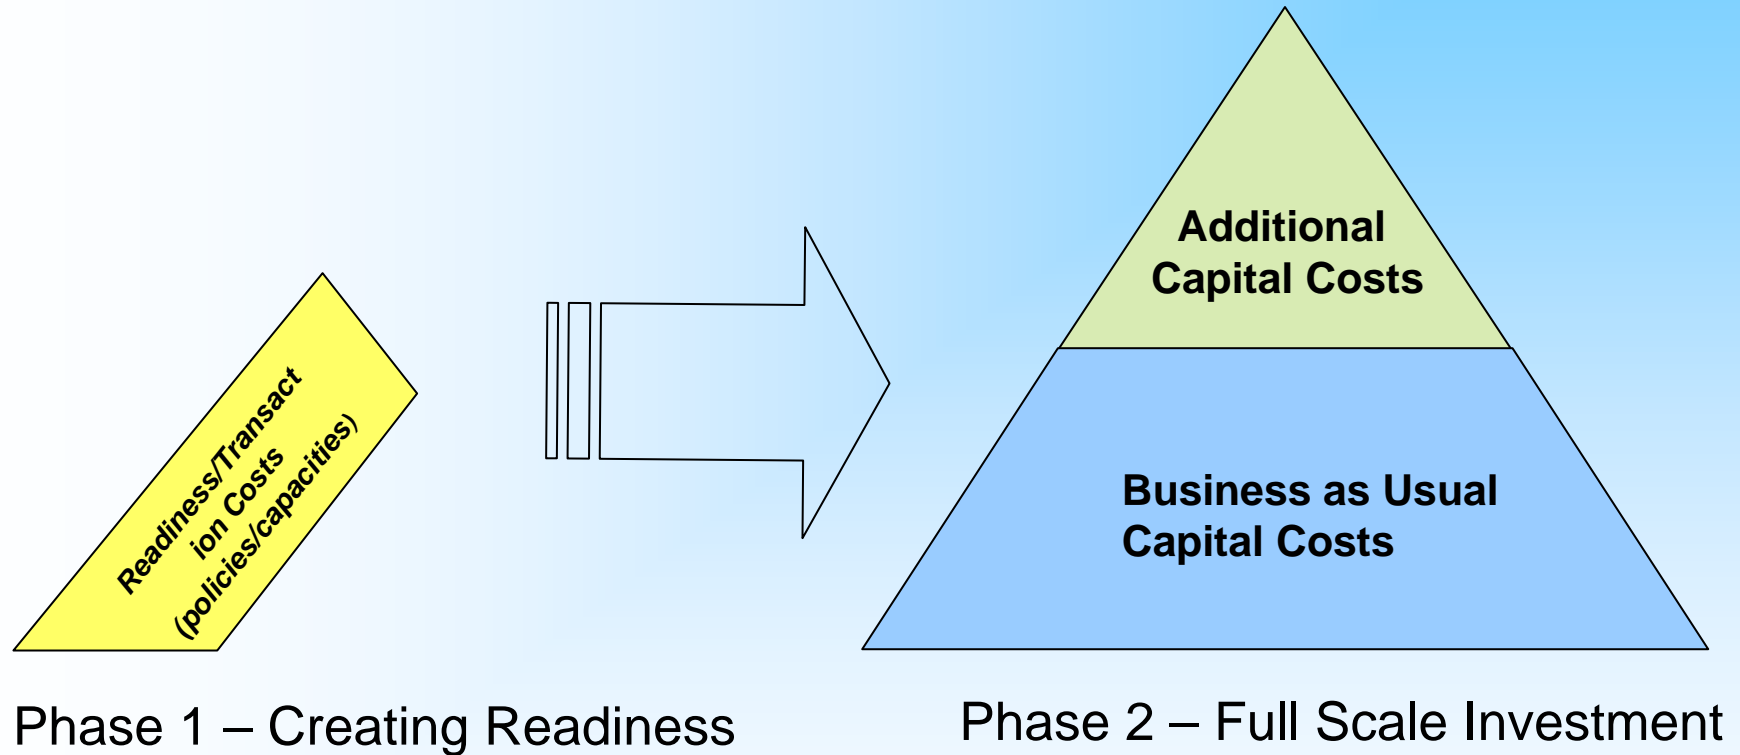 Readiness/Transact
ion Costs
(policies/capacities)
Additional
Capital Costs
Business as Usual
Capital Costs
Phase 1 – Creating Readiness
Phase 2 – Full Scale Investment